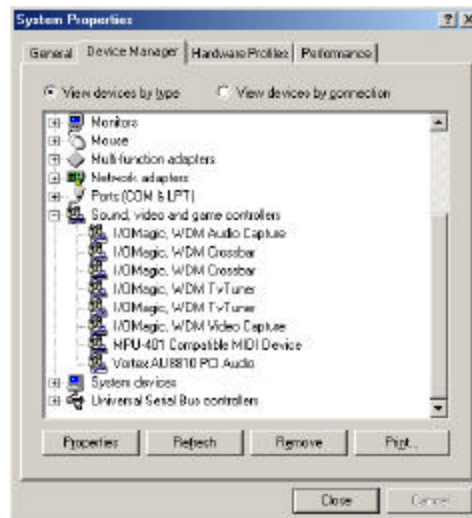 System Properties
General Device Manager Hardware Profiles Performance
View devices by type View devices by connection
Monitors
Mouse
Multi-function adapters
Network adapters
Ports (COM & LPT)
Sound, video and game controllers
I/OMagic, WDM Audio Capture
I/OMagic, WDM Crossbar
I/OMagic, WDM Crossbar
I/OMagic, WDM TvTuner
I/OMagic, WDM TvTuner
I/OMagic, WDM Video Capture
MPU-401 Compatible MIDI Device
Vortex AU8810 PCI Audio
System devices
Universal Serial Bus controllers
Properties Refresh Remove Print...
Close Cancel